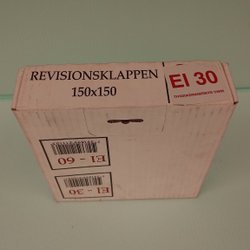 REVISIONSKLAPPEN
150x150
EI 30
EI - 60
EI - 30